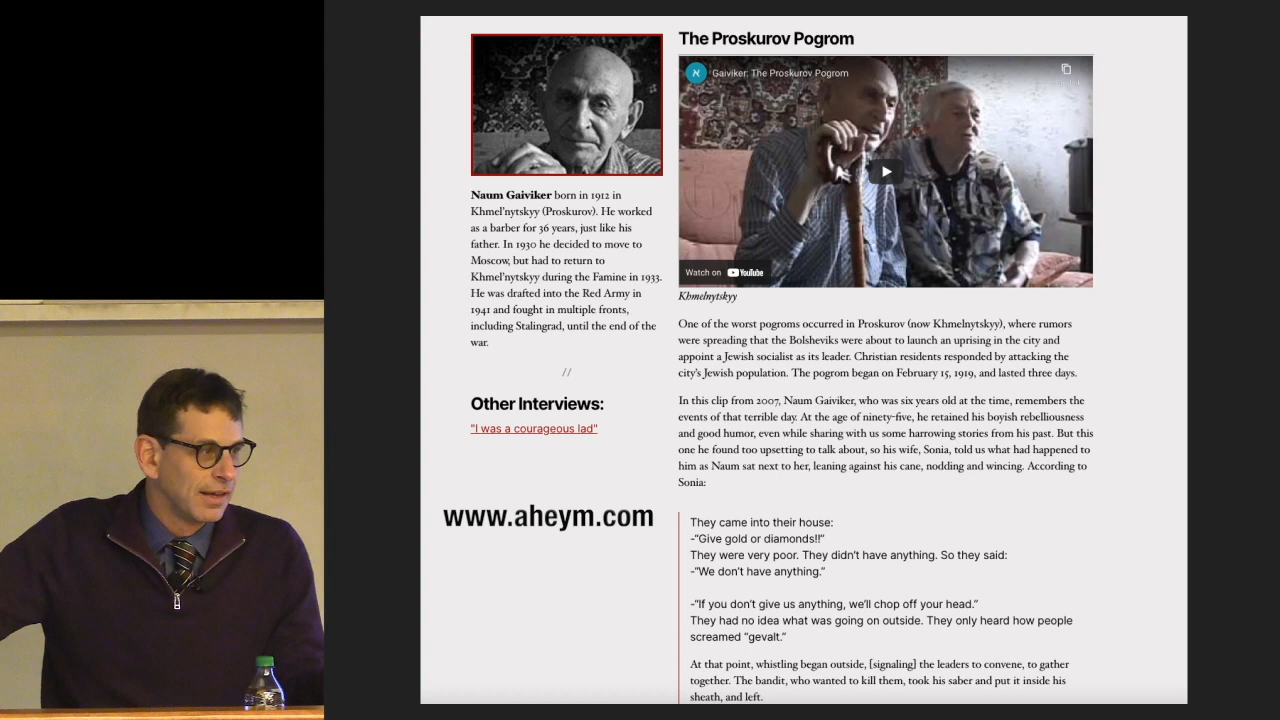 Naum Gaiviker born in 1912 in
Khmel'nytskyy (Proskurov). He worked
as a barber for 36 years, just like his
father. In 1930 he decided to move to
Moscow, but had to return to
Khmel'nytskyy during the Famine in 1933.
He was drafted into the Red Army in
1941 and fought in multiple fronts,
including Stalingrad, until the end of the
war.
//
Other Interviews:
"I was a courageous lad"
www.aheym.com
The Proskurov Pogrom
א
Gaiviker: The Proskurov Pogrom
Watch on YouTube
Khmelnytskyy
One of the worst pogroms occurred in Proskurov (now Khmelnytskyy), where rumors
were spreading that the Bolsheviks were about to launch an uprising in the city and
appoint a Jewish socialist as its leader. Christian residents responded by attacking the
city's Jewish population. The pogrom began on February 15, 1919, and lasted three days.
In this clip from 2007, Naum Gaiviker, who was six years old at the time, remembers the
events of that terrible day. At the age of ninety-five, he retained his boyish rebelliousness
and good humor, even while sharing with us some harrowing stories from his past. But this
one he found too upsetting to talk about, so his wife, Sonia, told us what had happened to
him as Naum sat next to her, leaning against his cane, nodding and wincing. According to
Sonia:
They came into their house:
-"Give gold or diamonds!!"
They were very poor. They didn't have anything. So they said:
-"We don't have anything."
-"If you don't give us anything, we'll chop off your head."
They had no idea what was going on outside. They only heard how people
screamed "gevalt."
At that point, whistling began outside, [signaling] the leaders to convene, to gather
together. The bandit, who wanted to kill them, took his saber and put it inside his
sheath, and left.